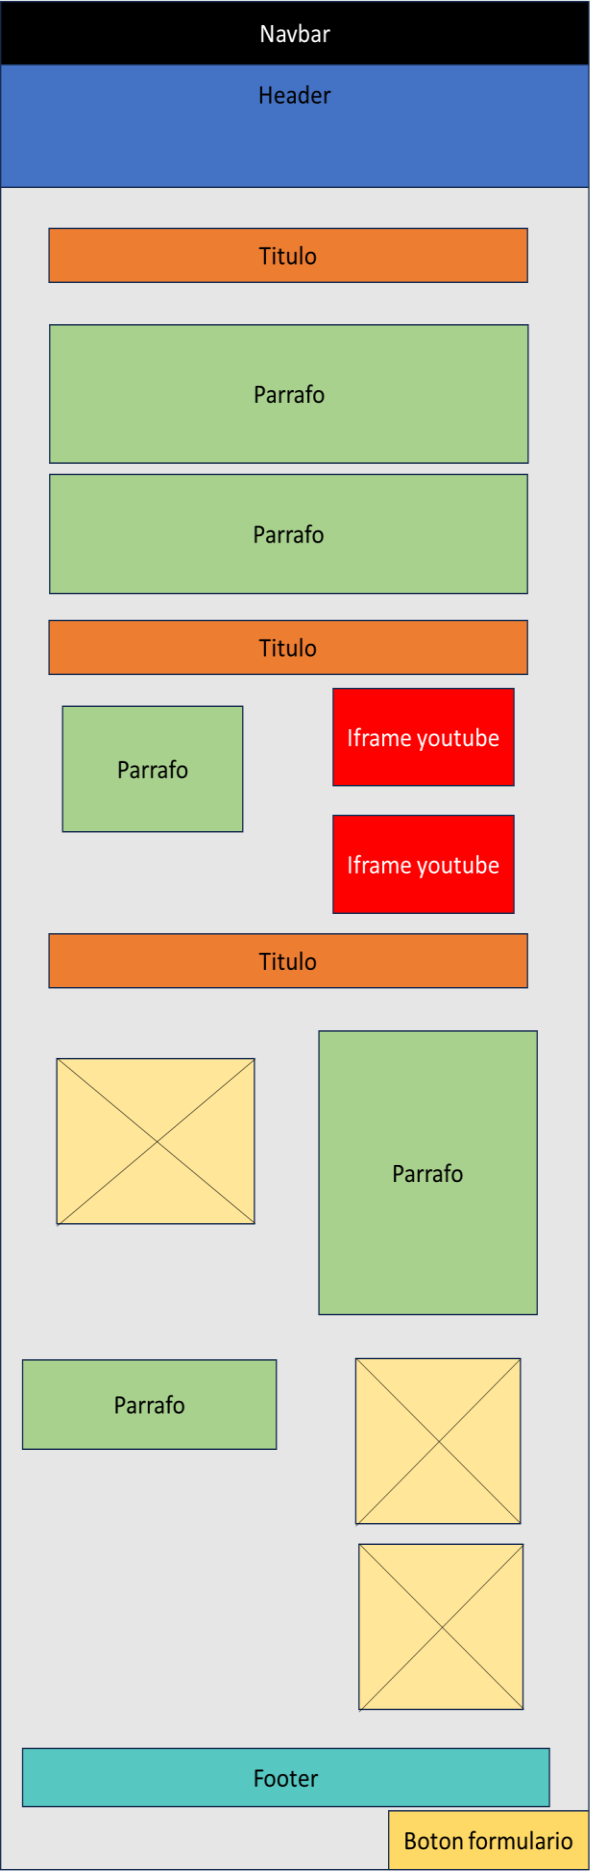 Navbar
Header
Titulo
Parrafo
Parrafo
Titulo
Parrafo
Iframe youtube
Iframe youtube
Titulo
Parrafo
Parrafo
Footer
Boton formulario